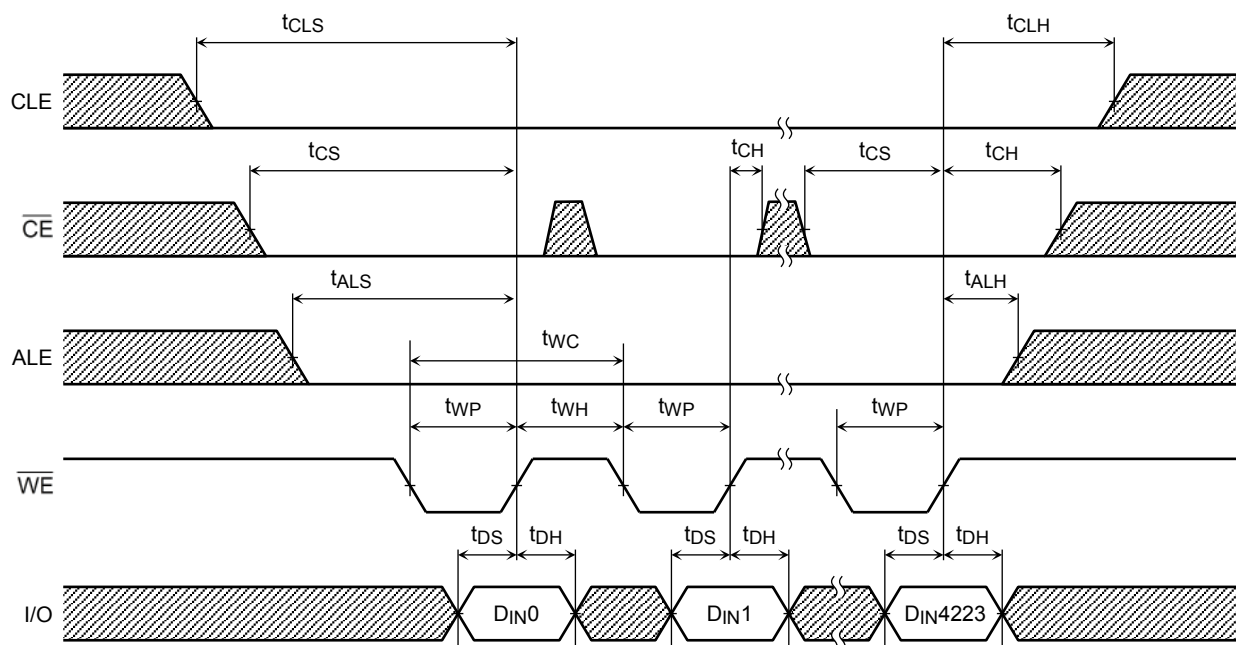 tCLS tCLH
CLE
tCS tCH tCS tCH
CE
tALS tALH
ALE
tWC
tWP tWH tWP tWP
WE
tDS tDH tDS tDH tDS tDH
I/O DIN0 DIN1 DIN4223